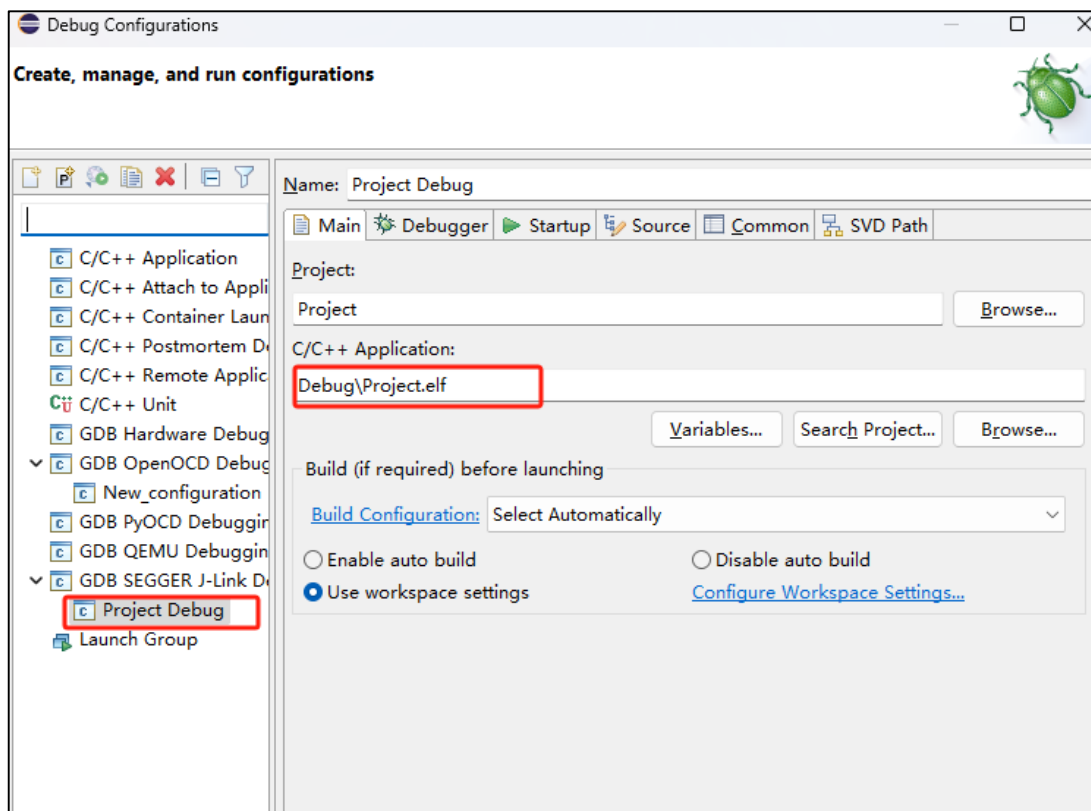 Debug Configurations
Create, manage, and run configurations
Name: Project Debug
Main Debugger Startup Source Common SVD Path
C/C++ Application
C/C++ Attach to Appli
C/C++ Container Laun
C/C++ Postmortem De
C/C++ Remote Applic
C/C++ Unit
GDB Hardware Debug
GDB OpenOCD Debug
New_configuration
GDB PyOCD Debuggin
GDB QEMU Debuggin
GDB SEGGER J-Link De
Project Debug
Launch Group
Project:
Project Browse...
C/C++ Application:
Debug\Project.elf
Variables... Search Project... Browse...
Build (if required) before launching
Build Configuration: Select Automatically
Enable auto build Disable auto build
Use workspace settings Configure Workspace Settings...